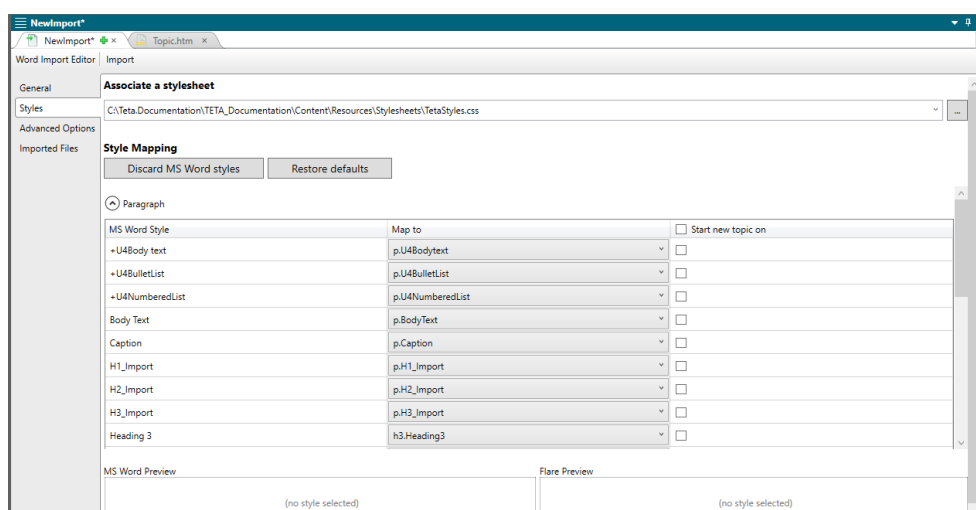 NewImport*
NewImport* Topic.htm
Word Import Editor Import
General
Styles
Advanced Options
Imported Files
Associate a stylesheet
C:\Teta.Documentation\TETA_Documentation\Content\Resources\Stylesheets\TetaStyles.css ...
Style Mapping
Discard MS Word styles Restore defaults
Paragraph
MS Word Style Map to Start new topic on
+U4Body text p.U4Bodytext
+U4BulletList p.U4BulletList
+U4NumberedList p.U4NumberedList
Body Text p.BodyText
Caption p.Caption
H1_Import p.H1_Import
H2_Import p.H2_Import
H3_Import p.H3_Import
Heading 3 h3.Heading3
MS Word Preview Flare Preview
(no style selected) (no style selected)